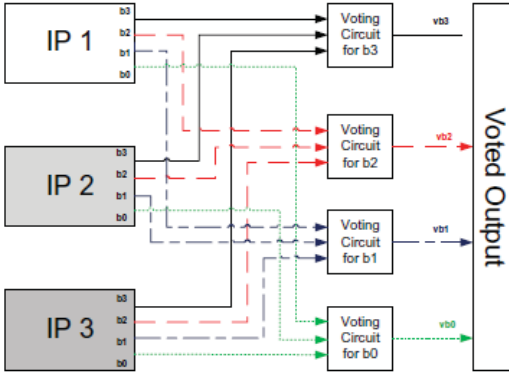 IP 1
b3
b2
b1
b0
Voting
Circuit
for b3
vb3
IP 2
b3
b2
b1
b0
Voting
Circuit
for b2
vb2
Voting
Circuit
for b1
vb1
IP 3
b3
b2
b1
b0
Voting
Circuit
for b0
vb0
Voted Output